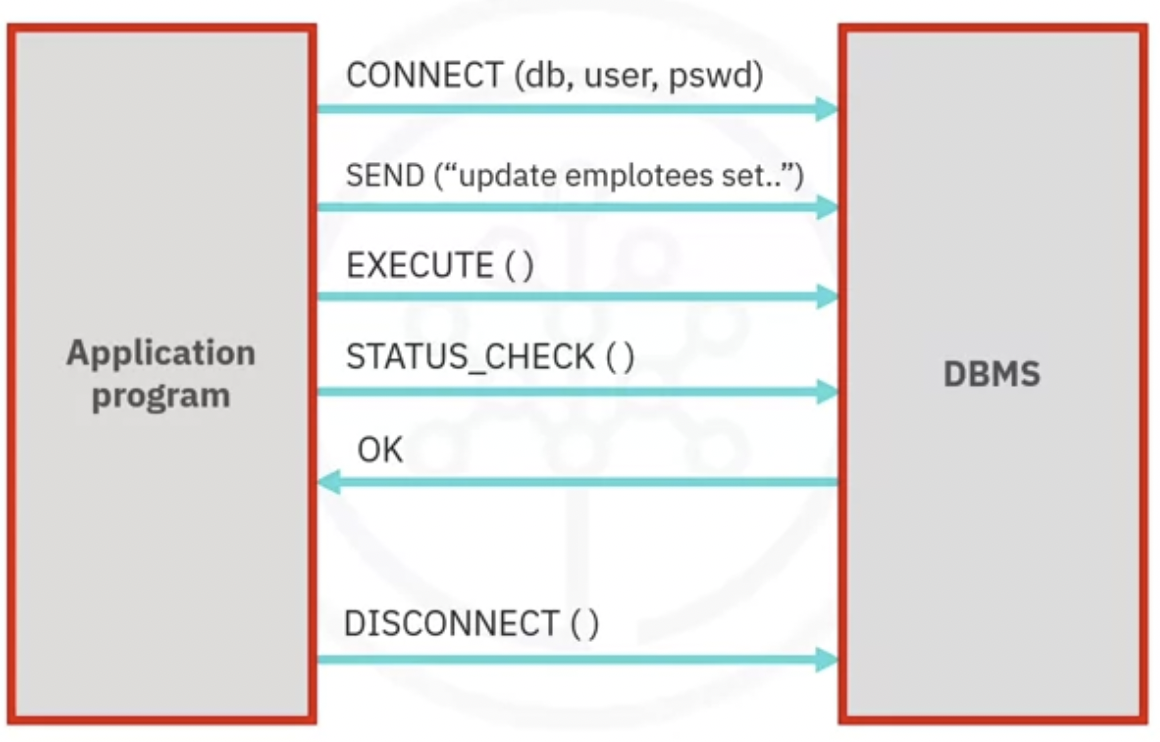 CONNECT (db, user, pswd)
SEND (“update emplotees set..”)
EXECUTE ( )
STATUS_CHECK ( )
OK
DISCONNECT ( )
Application
program
DBMS